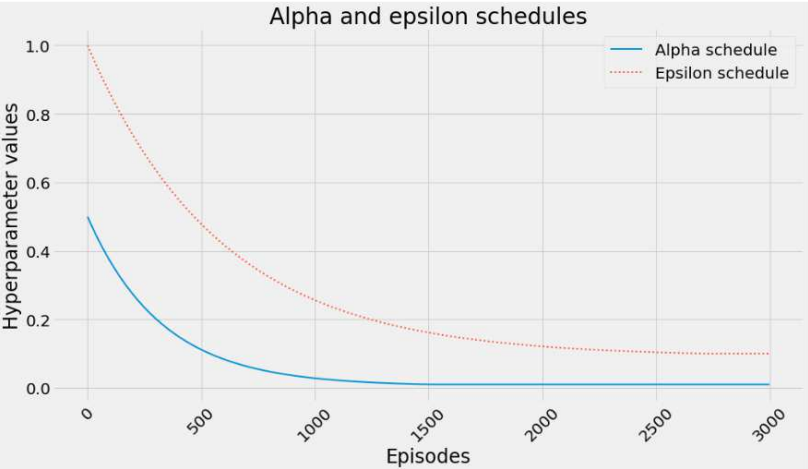 Alpha and epsilon schedules
Alpha schedule
Epsilon schedule
Hyperparameter values
1.0
0.8
0.6
0.4
0.2
0.0
0 500 1000 1500 2000 2500 3000
Episodes